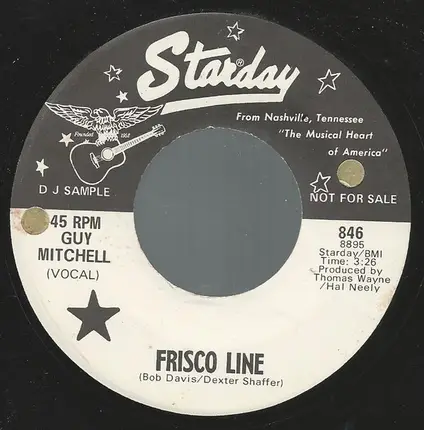 Starday®
From Nashville, Tennessee
"The Musical Heart
of America"
D J SAMPLE
NOT FOR SALE
45 RPM
GUY
MITCHELL
(VOCAL)
846
8895
Starday/BMI
Time: 3:26
Produced by
Thomas Wayne
/Hal Neely
FRISCO LINE
(Bob Davis/Dexter Shaffer)